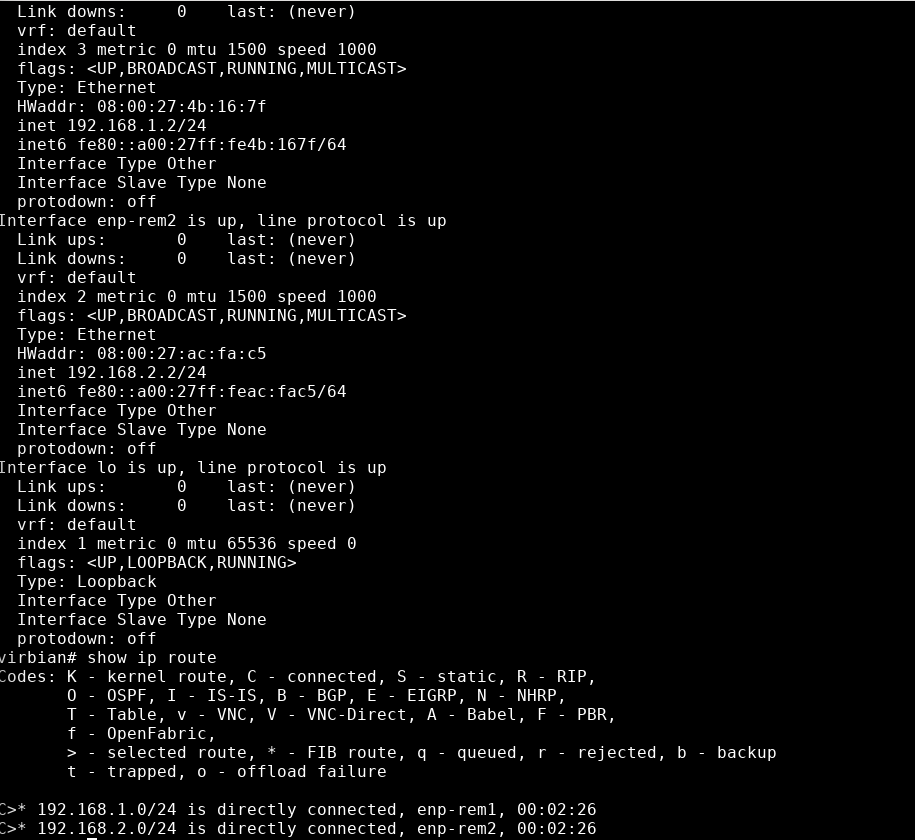 Link downs:     0    last: (never)
vrf: default
index 3 metric 0 mtu 1500 speed 1000
flags: <UP,BROADCAST,RUNNING,MULTICAST>
Type: Ethernet
HWaddr: 08:00:27:4b:16:7f
inet 192.168.1.2/24
inet6 fe80::a00:27ff:fe4b:167f/64
Interface Type Other
Interface Slave Type None
protodown: off
Interface enp-rem2 is up, line protocol is up
Link ups:       0    last: (never)
Link downs:     0    last: (never)
vrf: default
index 2 metric 0 mtu 1500 speed 1000
flags: <UP,BROADCAST,RUNNING,MULTICAST>
Type: Ethernet
HWaddr: 08:00:27:ac:fa:c5
inet 192.168.2.2/24
inet6 fe80::a00:27ff:feac:fac5/64
Interface Type Other
Interface Slave Type None
protodown: off
Interface lo is up, line protocol is up
Link ups:       0    last: (never)
Link downs:     0    last: (never)
vrf: default
index 1 metric 0 mtu 65536 speed 0
flags: <UP,LOOPBACK,RUNNING>
Type: Loopback
Interface Type Other
Interface Slave Type None
protodown: off
virbian# show ip route
Codes: K - kernel route, C - connected, S - static, R - RIP,
O - OSPF, I - IS-IS, B - BGP, E - EIGRP, N - NHRP,
T - Table, v - VNC, V - VNC-Direct, A - Babel, F - PBR,
f - OpenFabric,
> - selected route, * - FIB route, q - queued, r - rejected, b - backup
t - trapped, o - offload failure
C>* 192.168.1.0/24 is directly connected, enp-rem1, 00:02:26
C>* 192.168.2.0/24 is directly connected, enp-rem2, 00:02:26